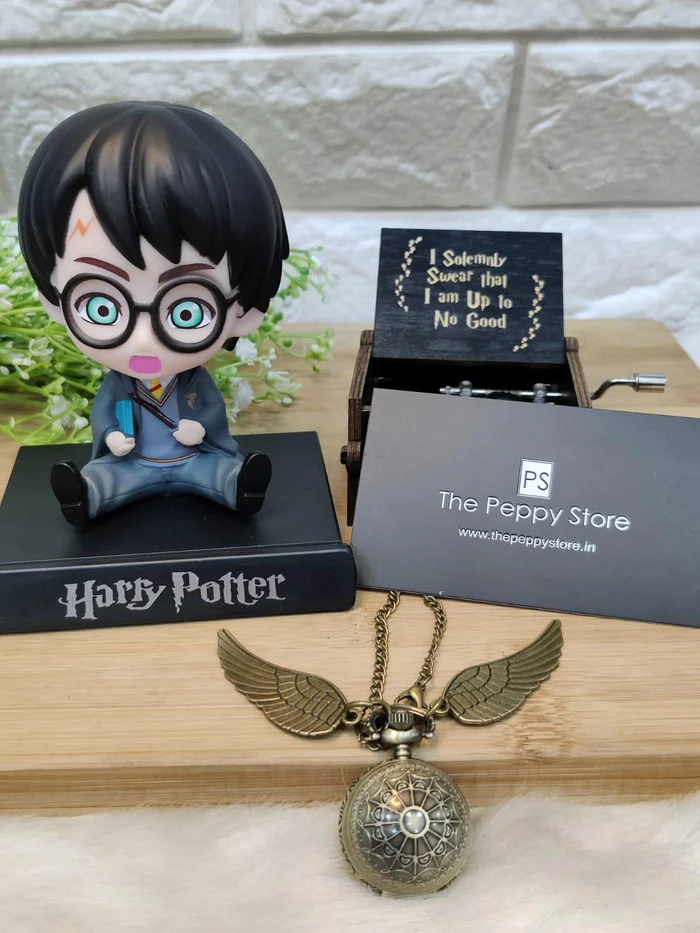 I Solemnly
Swear that
I am Up to
No Good
PS
The Peppy Store
www.thepeppystore.in
Harry Potter